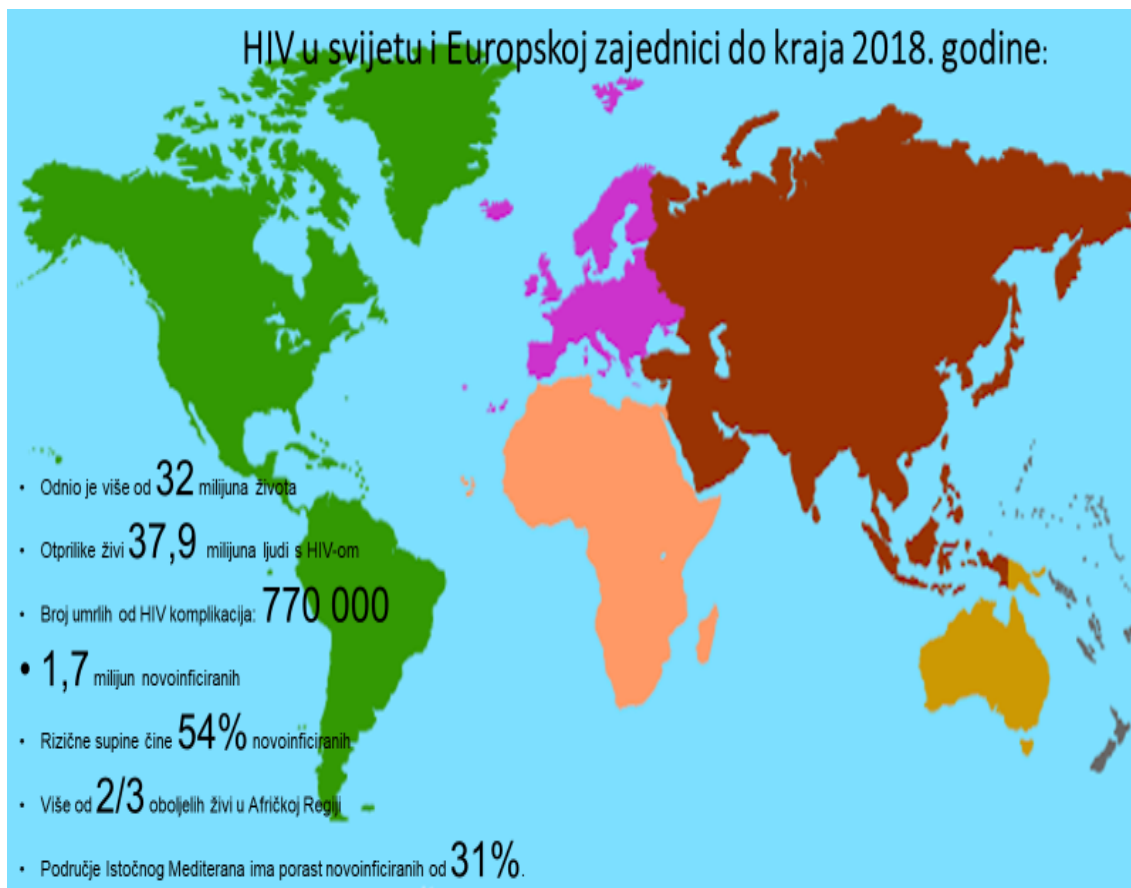 HIV u svijetu i Europskoj zajednici do kraja 2018. godine:
• Odnio je više od 32 milijuna života
• Otprilike živi 37,9 milijuna ljudi s HIV-om
• Broj umrlih od HIV komplikacija: 770 000
• 1,7 milijun novoinficiranih
• Rizične supine čine 54% novoinficiranih
• Više od 2/3 oboljelih živi u Afričkoj Regiji
• Područje Istočnog Mediterana ima porast novoinficiranih od 31%.